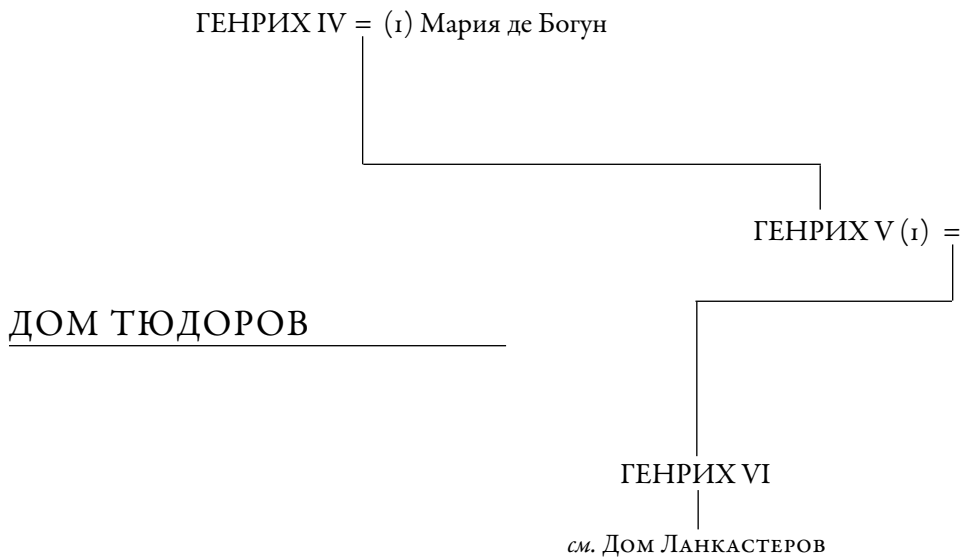 ГЕНРИХ IV = (1) Мария де Богун
ГЕНРИХ V (1) =
ДОМ ТЮДОРОВ
ГЕНРИХ VI
см. Дом Ланкастеров